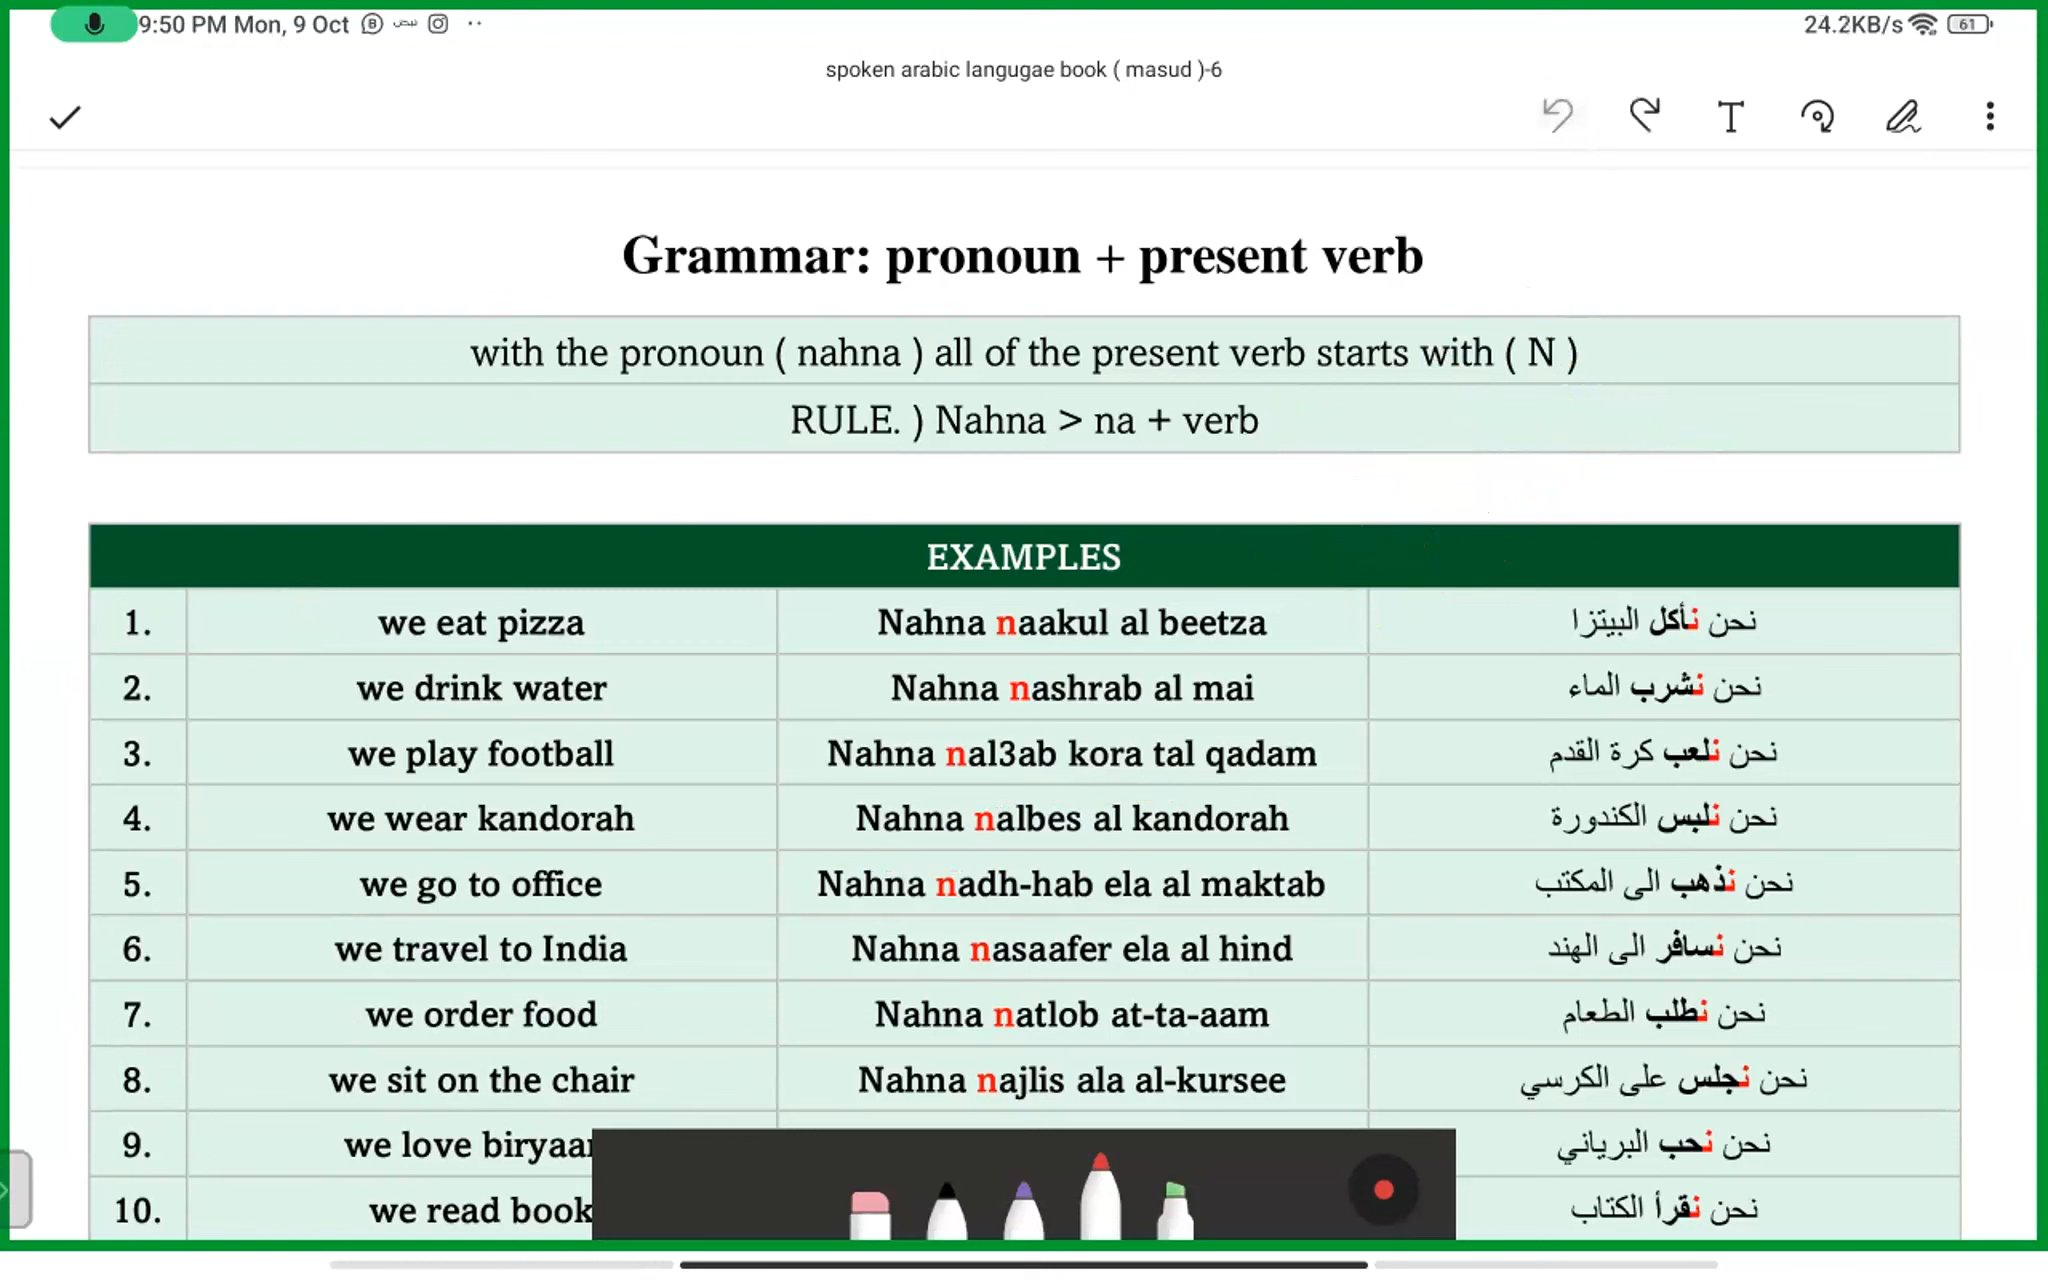 9:50 PM Mon, 9 Oct
24.2KB/s 61
spoken arabic langugae book ( masud )-6
Grammar: pronoun + present verb
with the pronoun ( nahna ) all of the present verb starts with ( N )
RULE. ) Nahna > na + verb
EXAMPLES
1. we eat pizza Nahna naakul al beetza نحن نأكل البيتزا
2. we drink water Nahna nashrab al mai نحن نشرب الماء
3. we play football Nahna nal3ab kora tal qadam نحن نلعب كرة القدم
4. we wear kandorah Nahna nalbes al kandorah نحن نلبس الكندورة
5. we go to office Nahna nadh-hab ela al maktab نحن نذهب الى المكتب
6. we travel to India Nahna nasaafer ela al hind نحن نسافر الى الهند
7. we order food Nahna natlob at-ta-aam نحن نطلب الطعام
8. we sit on the chair Nahna najlis ala al-kursee نحن نجلس على الكرسي
9. we love نحن نحب البرياني
10. we read book نحن نقرأ الكتاب